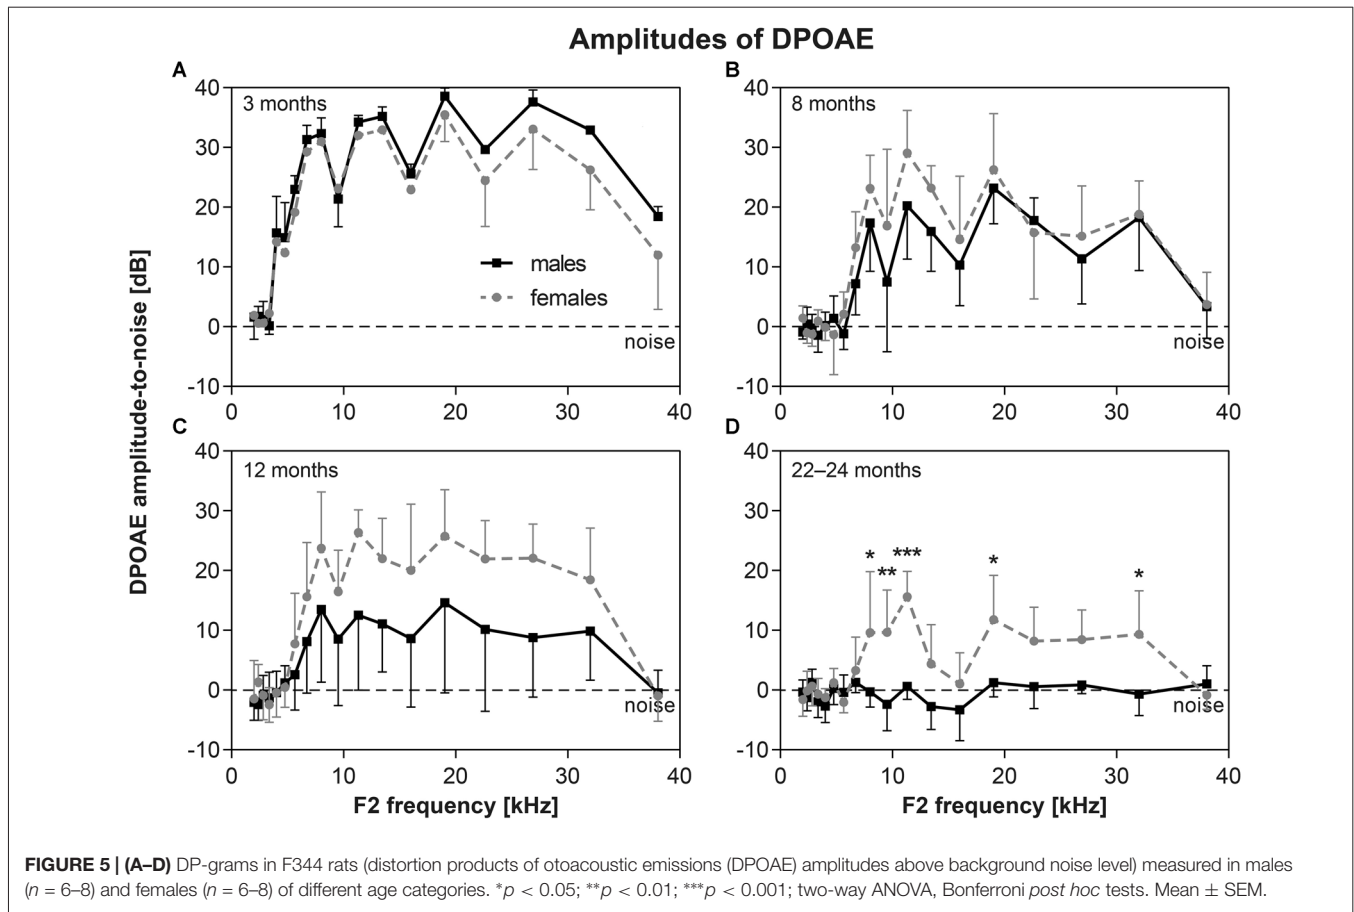 Amplitudes of DPOAE
A
B
40
30
20
10
0
-10
3 months
males
females
noise
0
10
20
30
40
40
30
20
10
0
-10
8 months
noise
0
10
20
30
40
DPOAE amplitude-to-noise [dB]
C
D
40
30
20
10
0
-10
12 months
noise
0
10
20
30
40
F2 frequency [kHz]
40
30
20
10
0
-10
22–24 months
*
**
***
*
*
noise
0
10
20
30
40
F2 frequency [kHz]
FIGURE 5 | (A–D) DP-grams in F344 rats (distortion products of otoacoustic emissions (DPOAE) amplitudes above background noise level) measured in males
(n = 6–8) and females (n = 6–8) of different age categories. *p < 0.05; **p < 0.01; ***p < 0.001; two-way ANOVA, Bonferroni post hoc tests. Mean ± SEM.